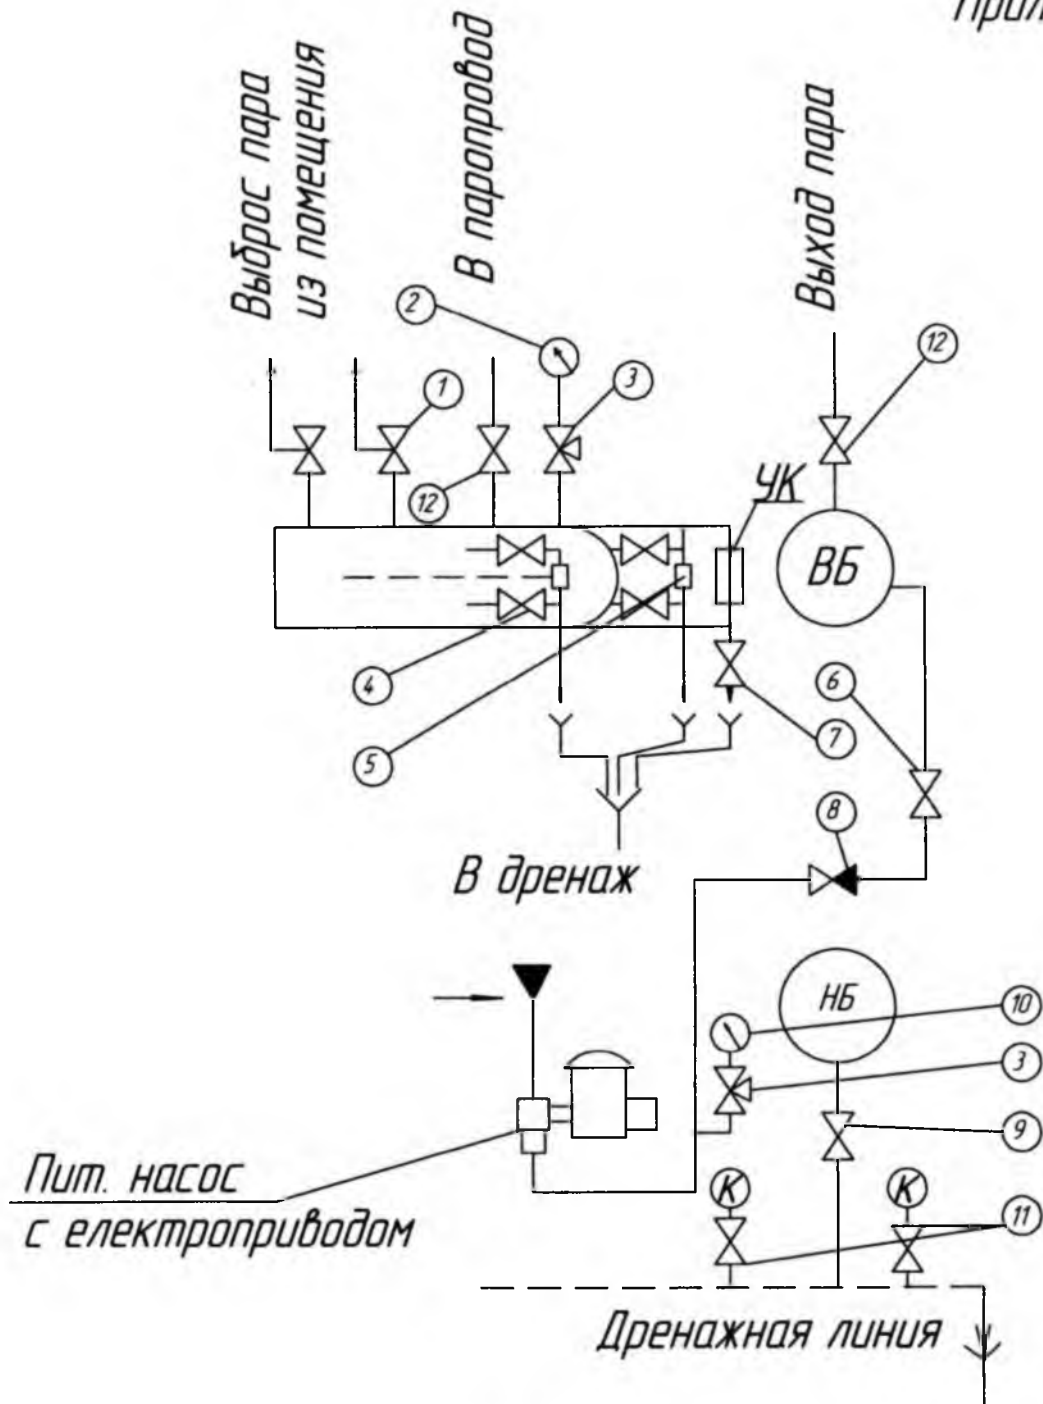 Выброс пара
из помещения
В паропровод
Выход пара
2
3
1
12
12
УК
ВБ
4
5
7
6
8
В дренаж
НБ
10
3
9
Пит. насос
с електроприводом
К
К
11
Дренажная линия